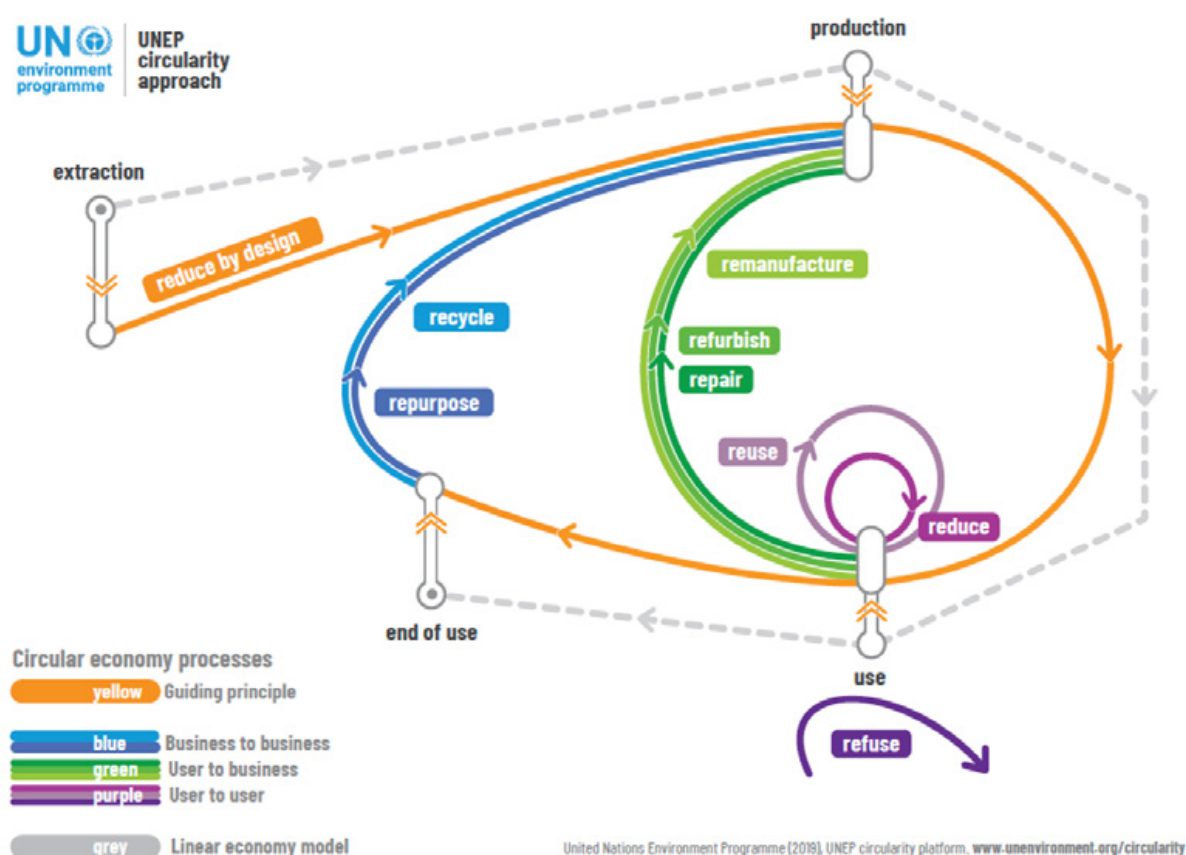 UN
environment
programme
UNEP
circularity
approach
production
extraction
reduce by design
remanufacture
recycle
refurbish
repair
repurpose
reuse
reduce
end of use
use
refuse
Circular economy processes
yellow Guiding principle
blue Business to business
green User to business
purple User to user
grey Linear economy model
United Nations Environment Programme (2019), UNEP circularity platform. www.unenvironment.org/circularity